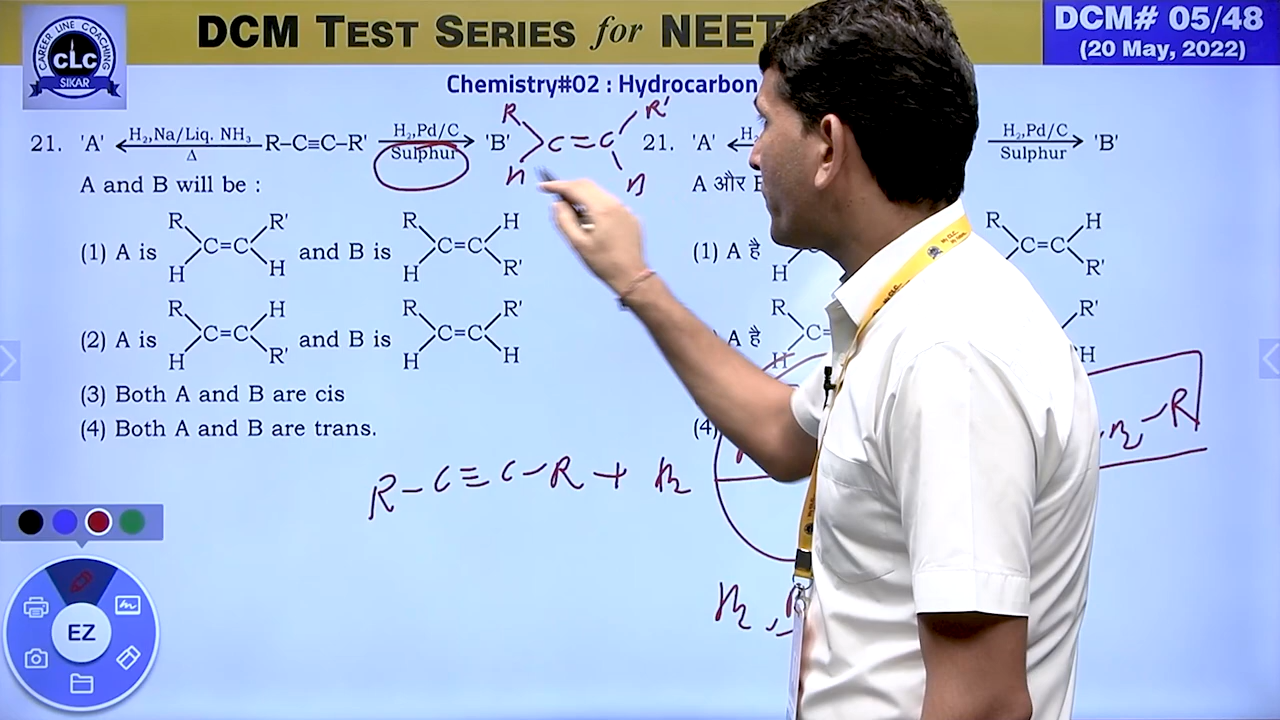 CAREER LINE COACHING
CLC
SIKAR
DCM TEST SERIES for NEET
DCM# 05/48
(20 May, 2022)
Chemistry#02 : Hydrocarbon
21. 'A' ⟵ H₂,Na/Liq. NH₃ / Δ R–C≡C–R' H₂,Pd/C / Sulphur ⟶ 'B'
R R'
C=C
H H
A and B will be :
(1) A is R H C=C R' H and B is R H C=C H R'
(2) A is R H C=C H R' and B is R H C=C R' H
(3) Both A and B are cis
(4) Both A and B are trans.
R–C≡C–R + H₂
21. 'A' ⟵ H₂,Pd/C / Sulphur ⟶ 'B'
A और
(1) A है R C=C H R'
A है R H R' H
(4)
–R
H₂ ,
EZ